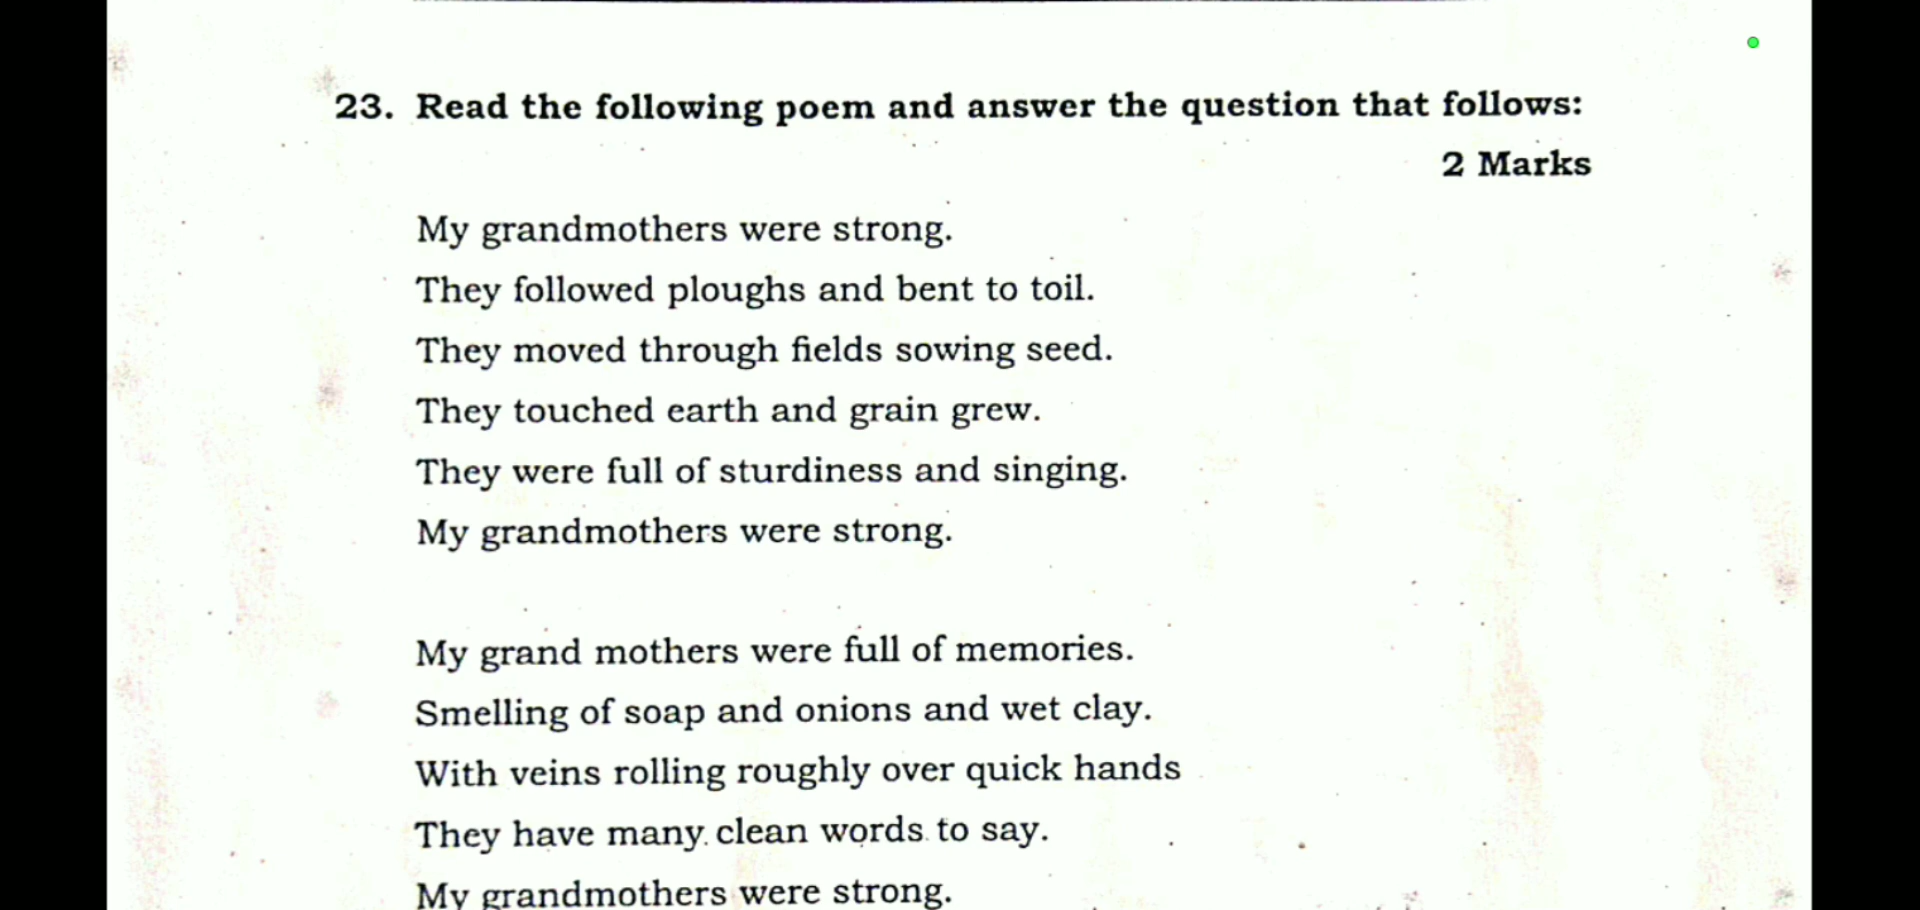 23. Read the following poem and answer the question that follows:
2 Marks
My grandmothers were strong.
They followed ploughs and bent to toil.
They moved through fields sowing seed.
They touched earth and grain grew.
They were full of sturdiness and singing.
My grandmothers were strong.
My grand mothers were full of memories.
Smelling of soap and onions and wet clay.
With veins rolling roughly over quick hands
They have many clean words to say.
My grandmothers were strong.